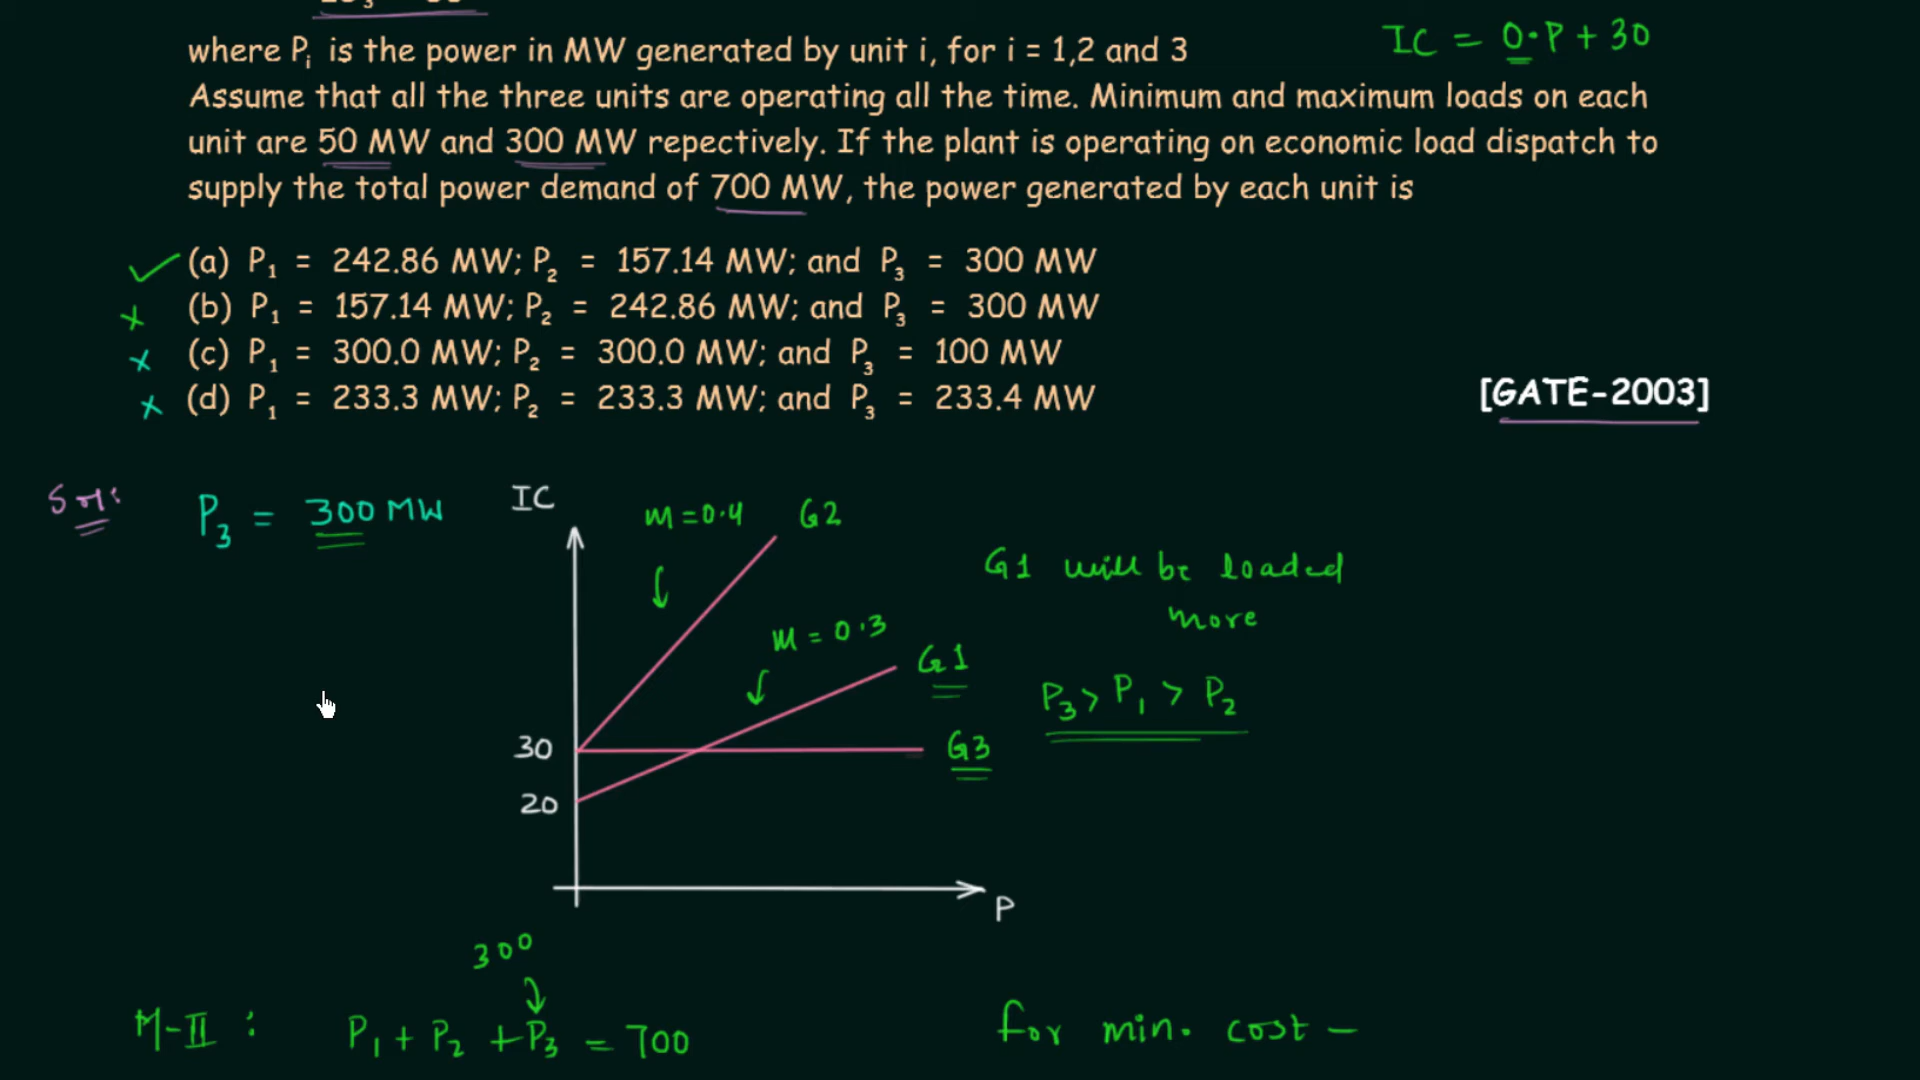 where Pᵢ is the power in MW generated by unit i, for i = 1,2 and 3
IC = 0·P + 30
Assume that all the three units are operating all the time. Minimum and maximum loads on each
unit are 50 MW and 300 MW repectively. If the plant is operating on economic load dispatch to
supply the total power demand of 700 MW, the power generated by each unit is
(a) P₁ = 242.86 MW; P₂ = 157.14 MW; and P₃ = 300 MW
(b) P₁ = 157.14 MW; P₂ = 242.86 MW; and P₃ = 300 MW
(c) P₁ = 300.0 MW; P₂ = 300.0 MW; and P₃ = 100 MW
(d) P₁ = 233.3 MW; P₂ = 233.3 MW; and P₃ = 233.4 MW
[GATE-2003]
Sol:
P₃ = 300 MW
IC
m = 0.4
G2
G1 will be loaded
more
m = 0.3
G1
P₃ > P₁ > P₂
30
G3
20
P
300
M-II : P₁ + P₂ + P₃ = 700
for min. cost –